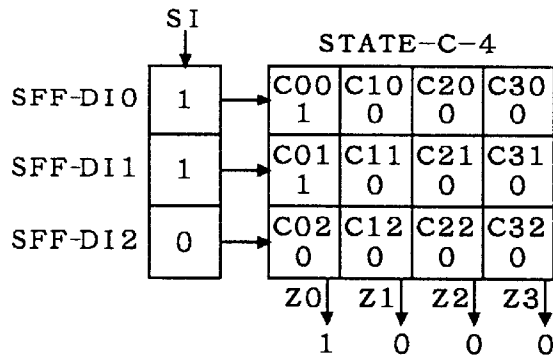 SI
STATE-C-4
SFF-DI0 1 C00 C10 C20 C30
1 0 0 0
SFF-DI1 1 C01 C11 C21 C31
1 0 0 0
SFF-DI2 0 C02 C12 C22 C32
0 0 0 0
Z0 Z1 Z2 Z3
1 0 0 0